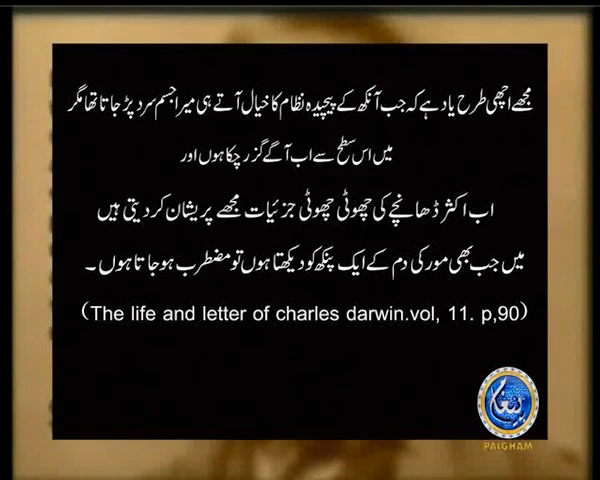 مجھے اچھی طرح یاد ہے کہ جب آنکھ کے پیچیدہ نظام کا خیال آتے ہی میرا جسم سرد پڑ جاتا تھا مگر
میں اس سطح سے اب آگے گزر چکا ہوں اور
اب اکثر ڈھانچے کی چھوٹی چھوٹی جزئیات مجھے پریشان کر دیتی ہیں
میں جب بھی مور کی دم کے ایک پنکھ کو دیکھتا ہوں تو مضطرب ہو جاتا ہوں ۔
(The life and letter of charles darwin.vol, 11. p,90)
پیغام
PAIGHAM